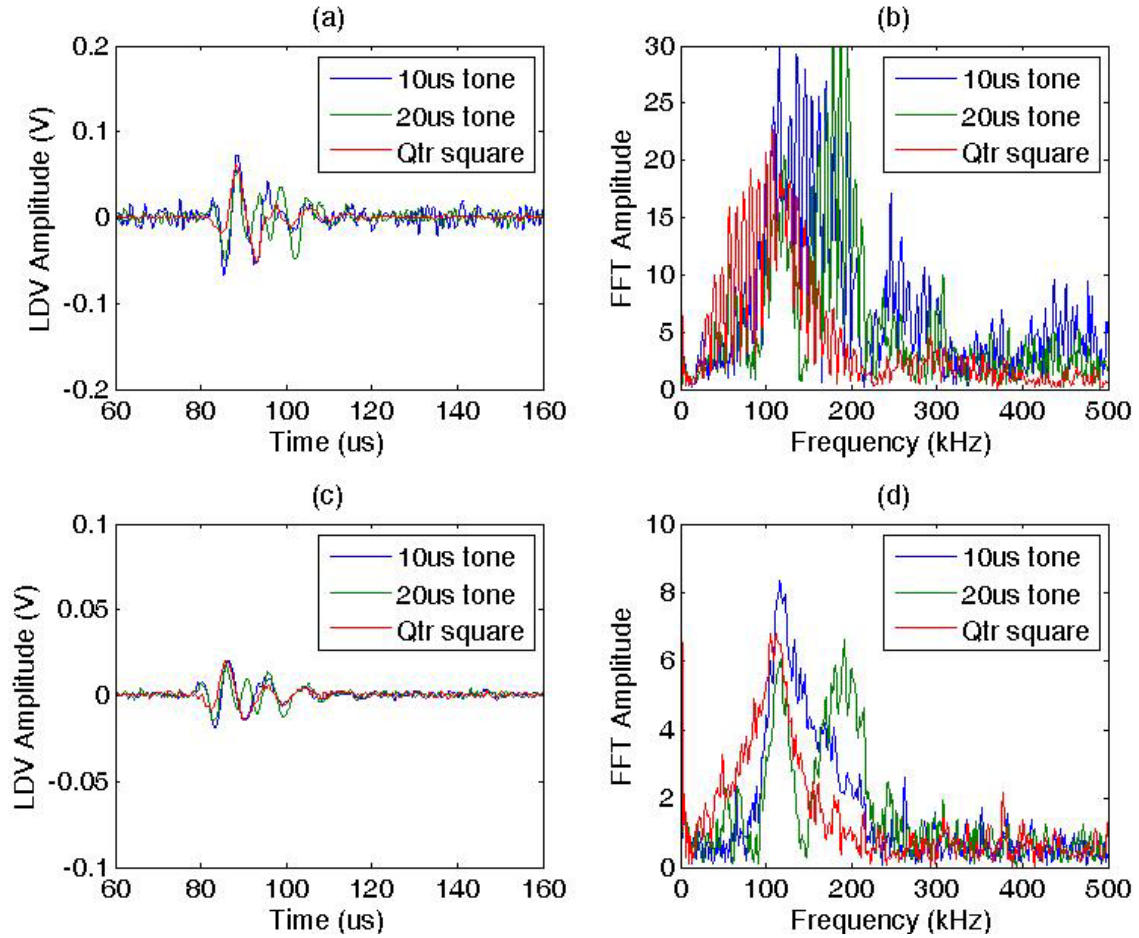 (a)
0.2
0.1
0
-0.1
-0.2
LDV Amplitude (V)
10us tone
20us tone
Qtr square
60 80 100 120 140 160
Time (us)
(b)
30
25
20
15
10
5
0
FFT Amplitude
10us tone
20us tone
Qtr square
0 100 200 300 400 500
Frequency (kHz)
(c)
0.1
0.05
0
-0.05
-0.1
LDV Amplitude (V)
10us tone
20us tone
Qtr square
60 80 100 120 140 160
Time (us)
(d)
10
8
6
4
2
0
FFT Amplitude
10us tone
20us tone
Qtr square
0 100 200 300 400 500
Frequency (kHz)